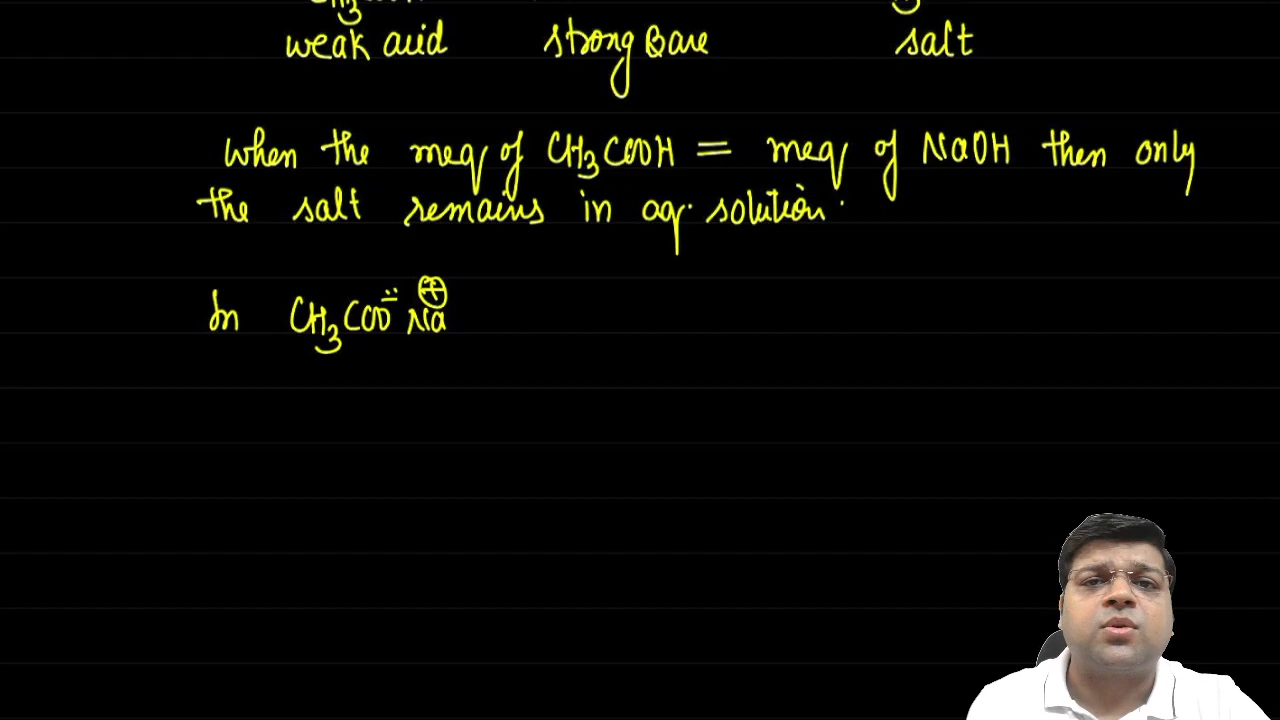 weak acid strong Base salt
when the meq of CH3COOH = meq of NaOH then only
the salt remains in aq. solution.
In CH3COO⁻ Na⊕